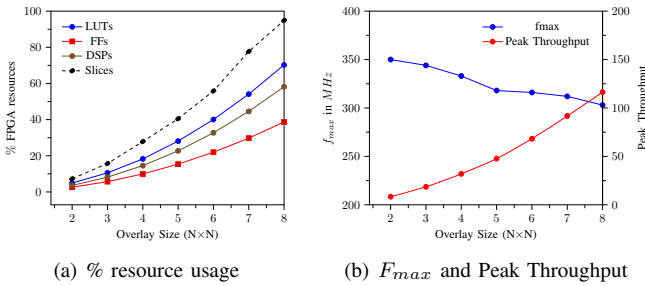 100
80
60
40
20
0
% FPGA resources
LUTs
FFs
DSPs
Slices
2 3 4 5 6 7 8
Overlay Size (N×N)
(a) % resource usage
400
350
300
250
200
f_max in MHz
fmax
Peak Throughput
200
150
100
50
0
Peak Throughput
2 3 4 5 6 7 8
Overlay Size (N×N)
(b) F_max and Peak Throughput